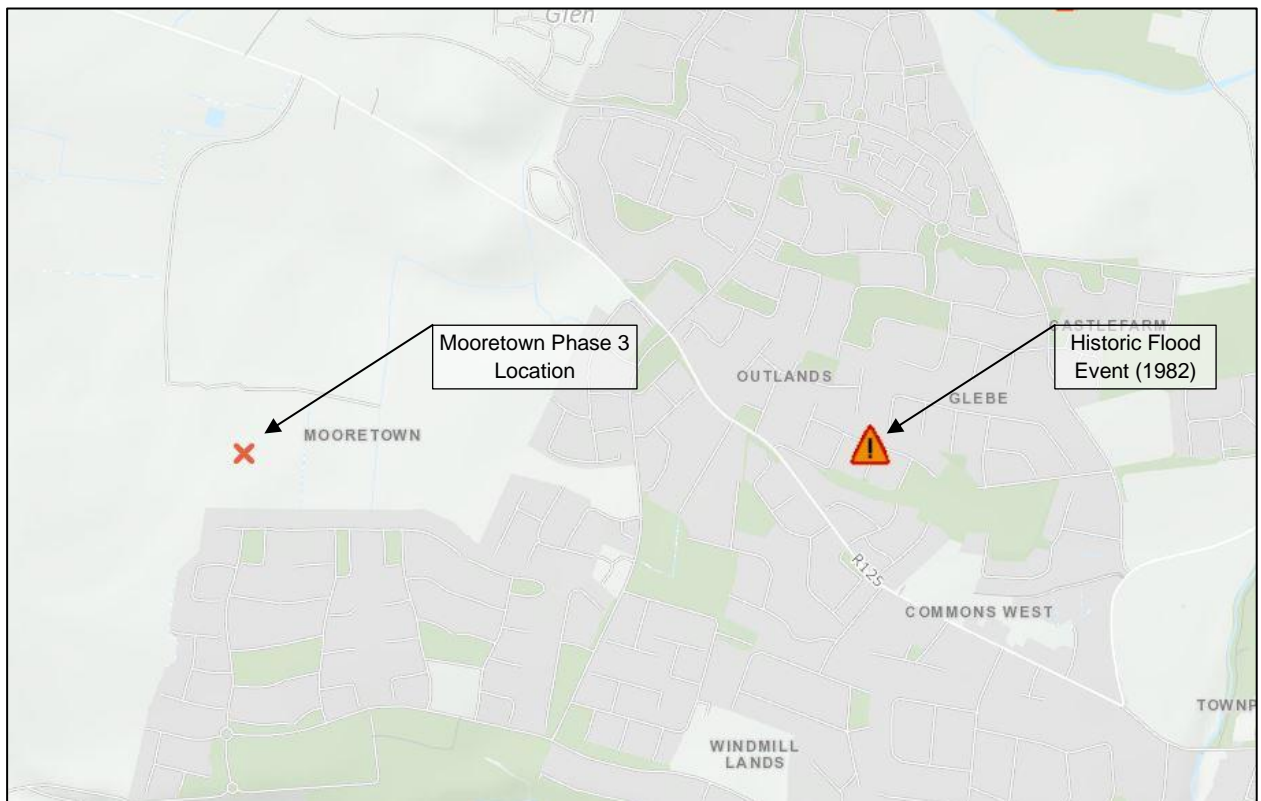 Glen
CASTLEFARM
Mooretown Phase 3
Location
Historic Flood
Event (1982)
OUTLANDS
GLEBE
MOORETOWN
!
R125
COMMONS WEST
TOWNP
WINDMILL
LANDS